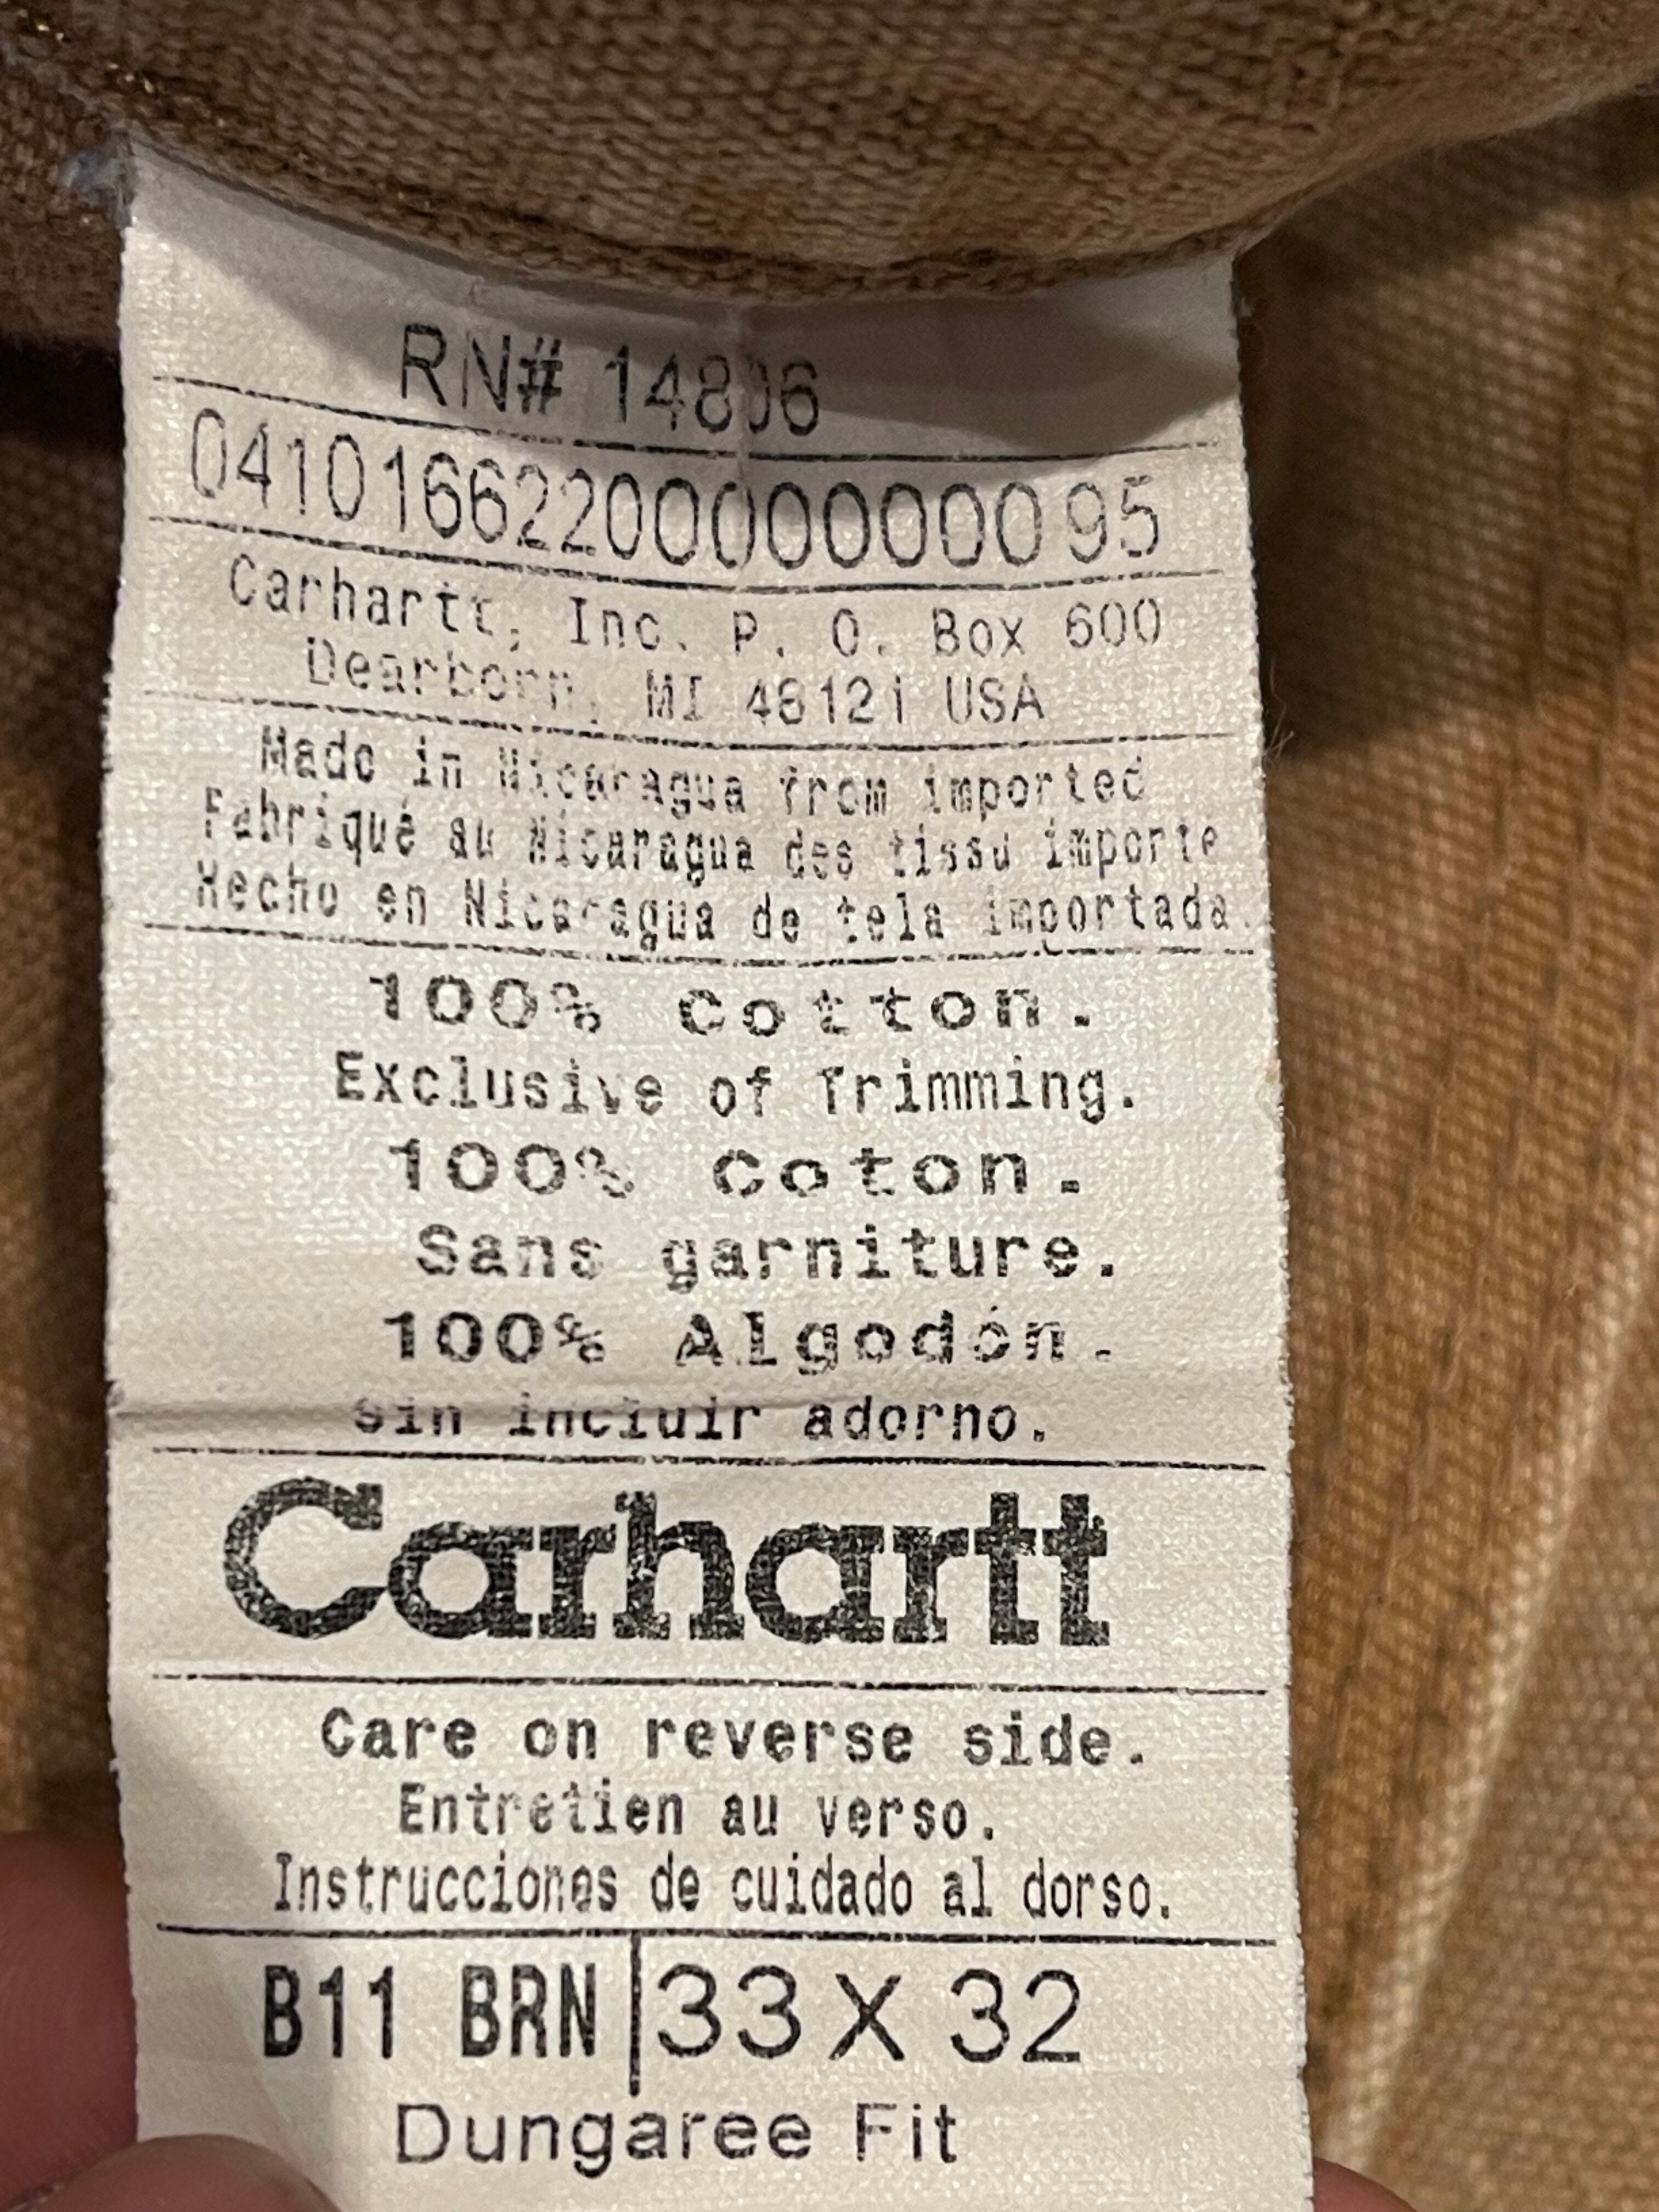 RN# 14806
0410166220000000000 95
Carhartt, Inc. P. O. Box 600
Dearborn, MI 48121 USA
Made in Nicaragua from imported
Fabriqué au Nicaragua des tissu importe
Hecho en Nicaragua de tela importada.
100% Cotton.
Exclusive of Trimming.
100% Coton.
Sans garniture.
100% Algodón.
Sin incluir adorno.
Carhartt
Care on reverse side.
Entretien au verso.
Instrucciones de cuidado al dorso.
B11 BRN 33 X 32
Dungaree Fit